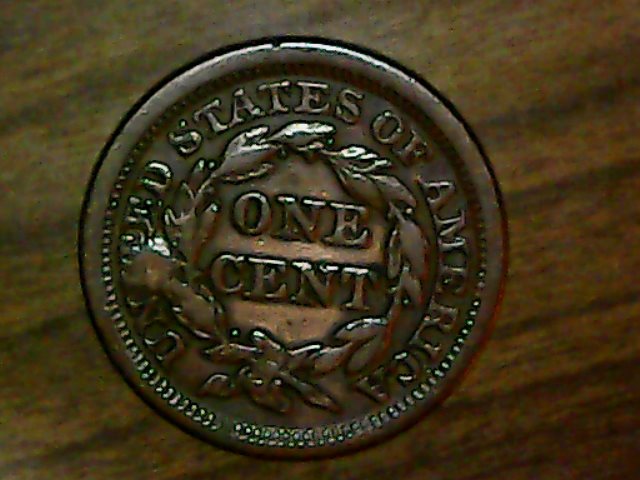 UNITED STATES OF AMERICA
ONE
CENT